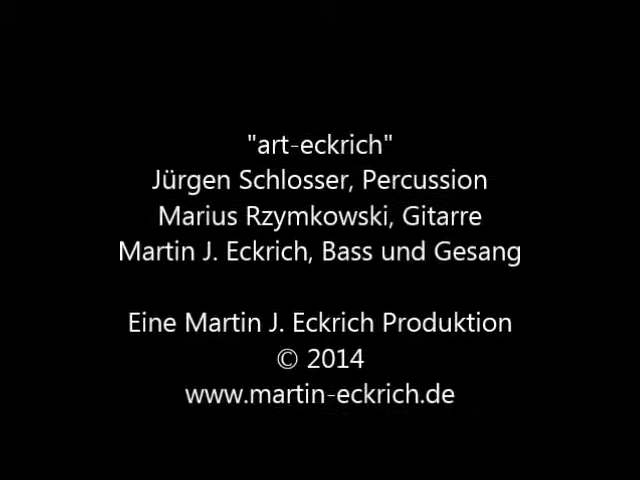 "art-eckrich"
Jürgen Schlosser, Percussion
Marius Rzymkowski, Gitarre
Martin J. Eckrich, Bass und Gesang
Eine Martin J. Eckrich Produktion
© 2014
www.martin-eckrich.de